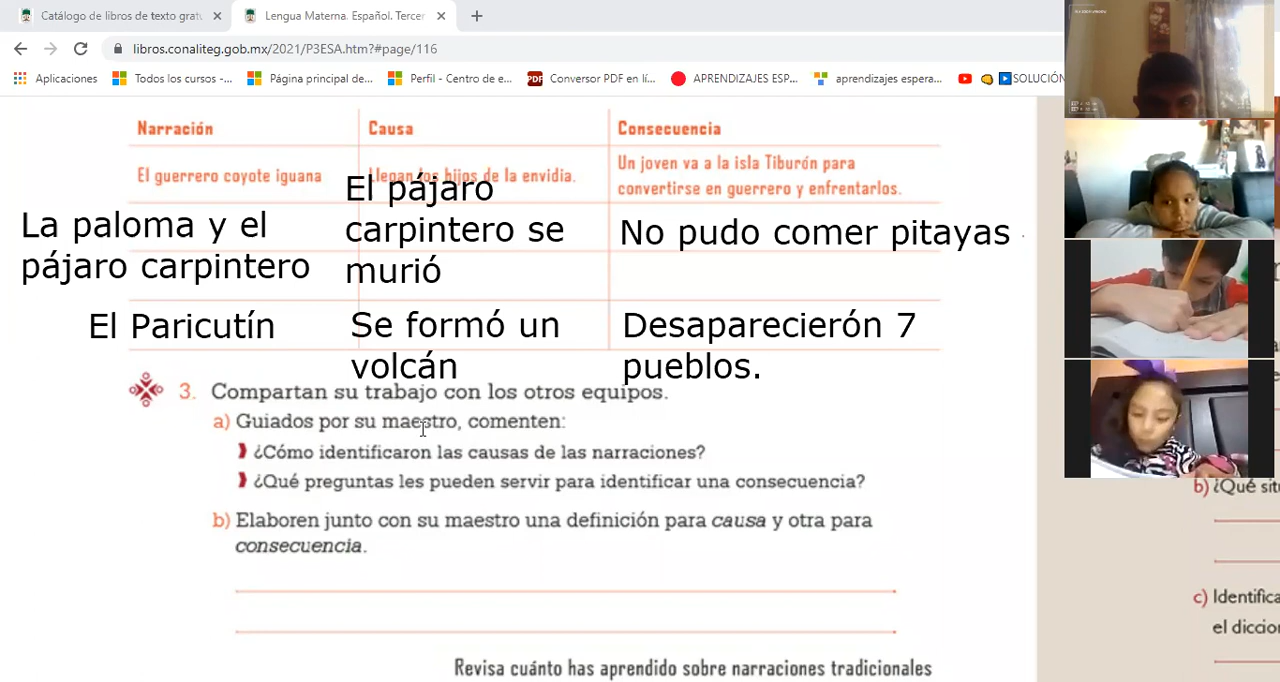 Catálogo de libros de texto gratu
Lengua Materna. Español. Tercer
libros.conaliteg.gob.mx/2021/P3ESA.htm?#page/116
Aplicaciones
Todos los cursos -...
Página principal de...
Perfil - Centro de e...
PDF
Conversor PDF en lí...
APRENDIZAJES ESP...
aprendizajes espera...
SOLUCIÓN
Narración Causa Consecuencia
El guerrero coyote iguana
Llegan los hijos de la envidia.
Un joven va a la isla Tiburón para
convertirse en guerrero y enfrentarlos.
La paloma y el
pájaro carpintero
El pájaro
carpintero se
murió
No pudo comer pitayas
El Paricutín
Se formó un
volcán
Desaparecierón 7
pueblos.
3. Compartan su trabajo con los otros equipos.
a) Guiados por su maestro, comenten:
¿Cómo identificaron las causas de las narraciones?
¿Qué preguntas les pueden servir para identificar una consecuencia?
b) Elaboren junto con su maestro una definición para causa y otra para
consecuencia.
Revisa cuánto has aprendido sobre narraciones tradicionales
b) ¿Qué sit
c) Identifica
el diccion